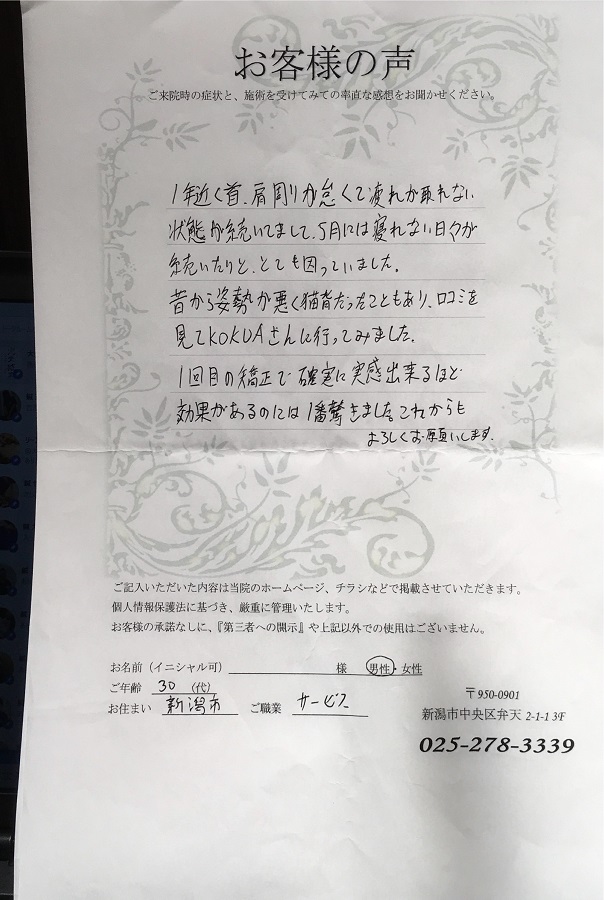 お客様の声
ご来院時の症状と、施術を受けてみての率直な感想をお聞かせください。
1年近く首、肩周りが怠くて疲れが取れない
状態が続いてまして、5月には寝れない日々が
続いたりと、とても困っていました。
昔から姿勢が悪く猫背だったこともあり、口コミを
見てKOKUAさんに行ってみました。
1回目の矯正で確実に実感出来るほど
効果があるのには1番驚きました。これからも
よろしくお願いします。
ご記入いただいた内容は当院のホームページ、チラシなどで掲載させていただきます。
個人情報保護法に基づき、厳重に管理いたします。
お客様の承諾なしに、『第三者への開示』や上記以外での使用はございません。
お名前（イニシャル可） 様 男性・女性
ご年齢 30（代）
お住まい 新潟市 ご職業 サービス
〒950-0901
新潟市中央区弁天 2-1-1 3F
025-278-3339